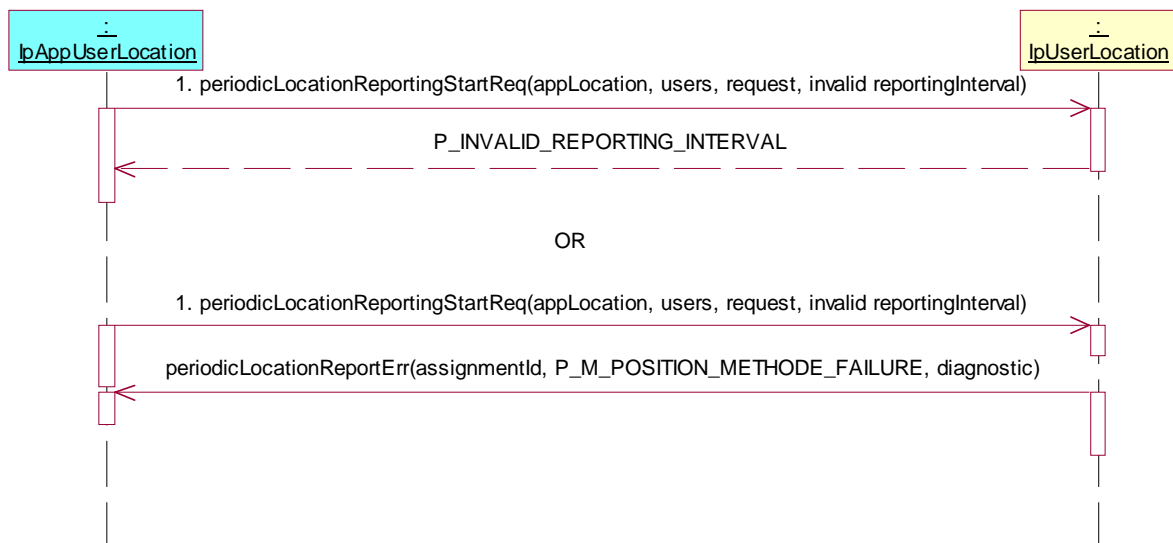 :
IpAppUserLocation
:
IpUserLocation
1. periodicLocationReportingStartReq(appLocation, users, request, invalid reportingInterval)
P_INVALID_REPORTING_INTERVAL
OR
1. periodicLocationReportingStartReq(appLocation, users, request, invalid reportingInterval)
periodicLocationReportErr(assignmentId, P_M_POSITION_METHODE_FAILURE, diagnostic)